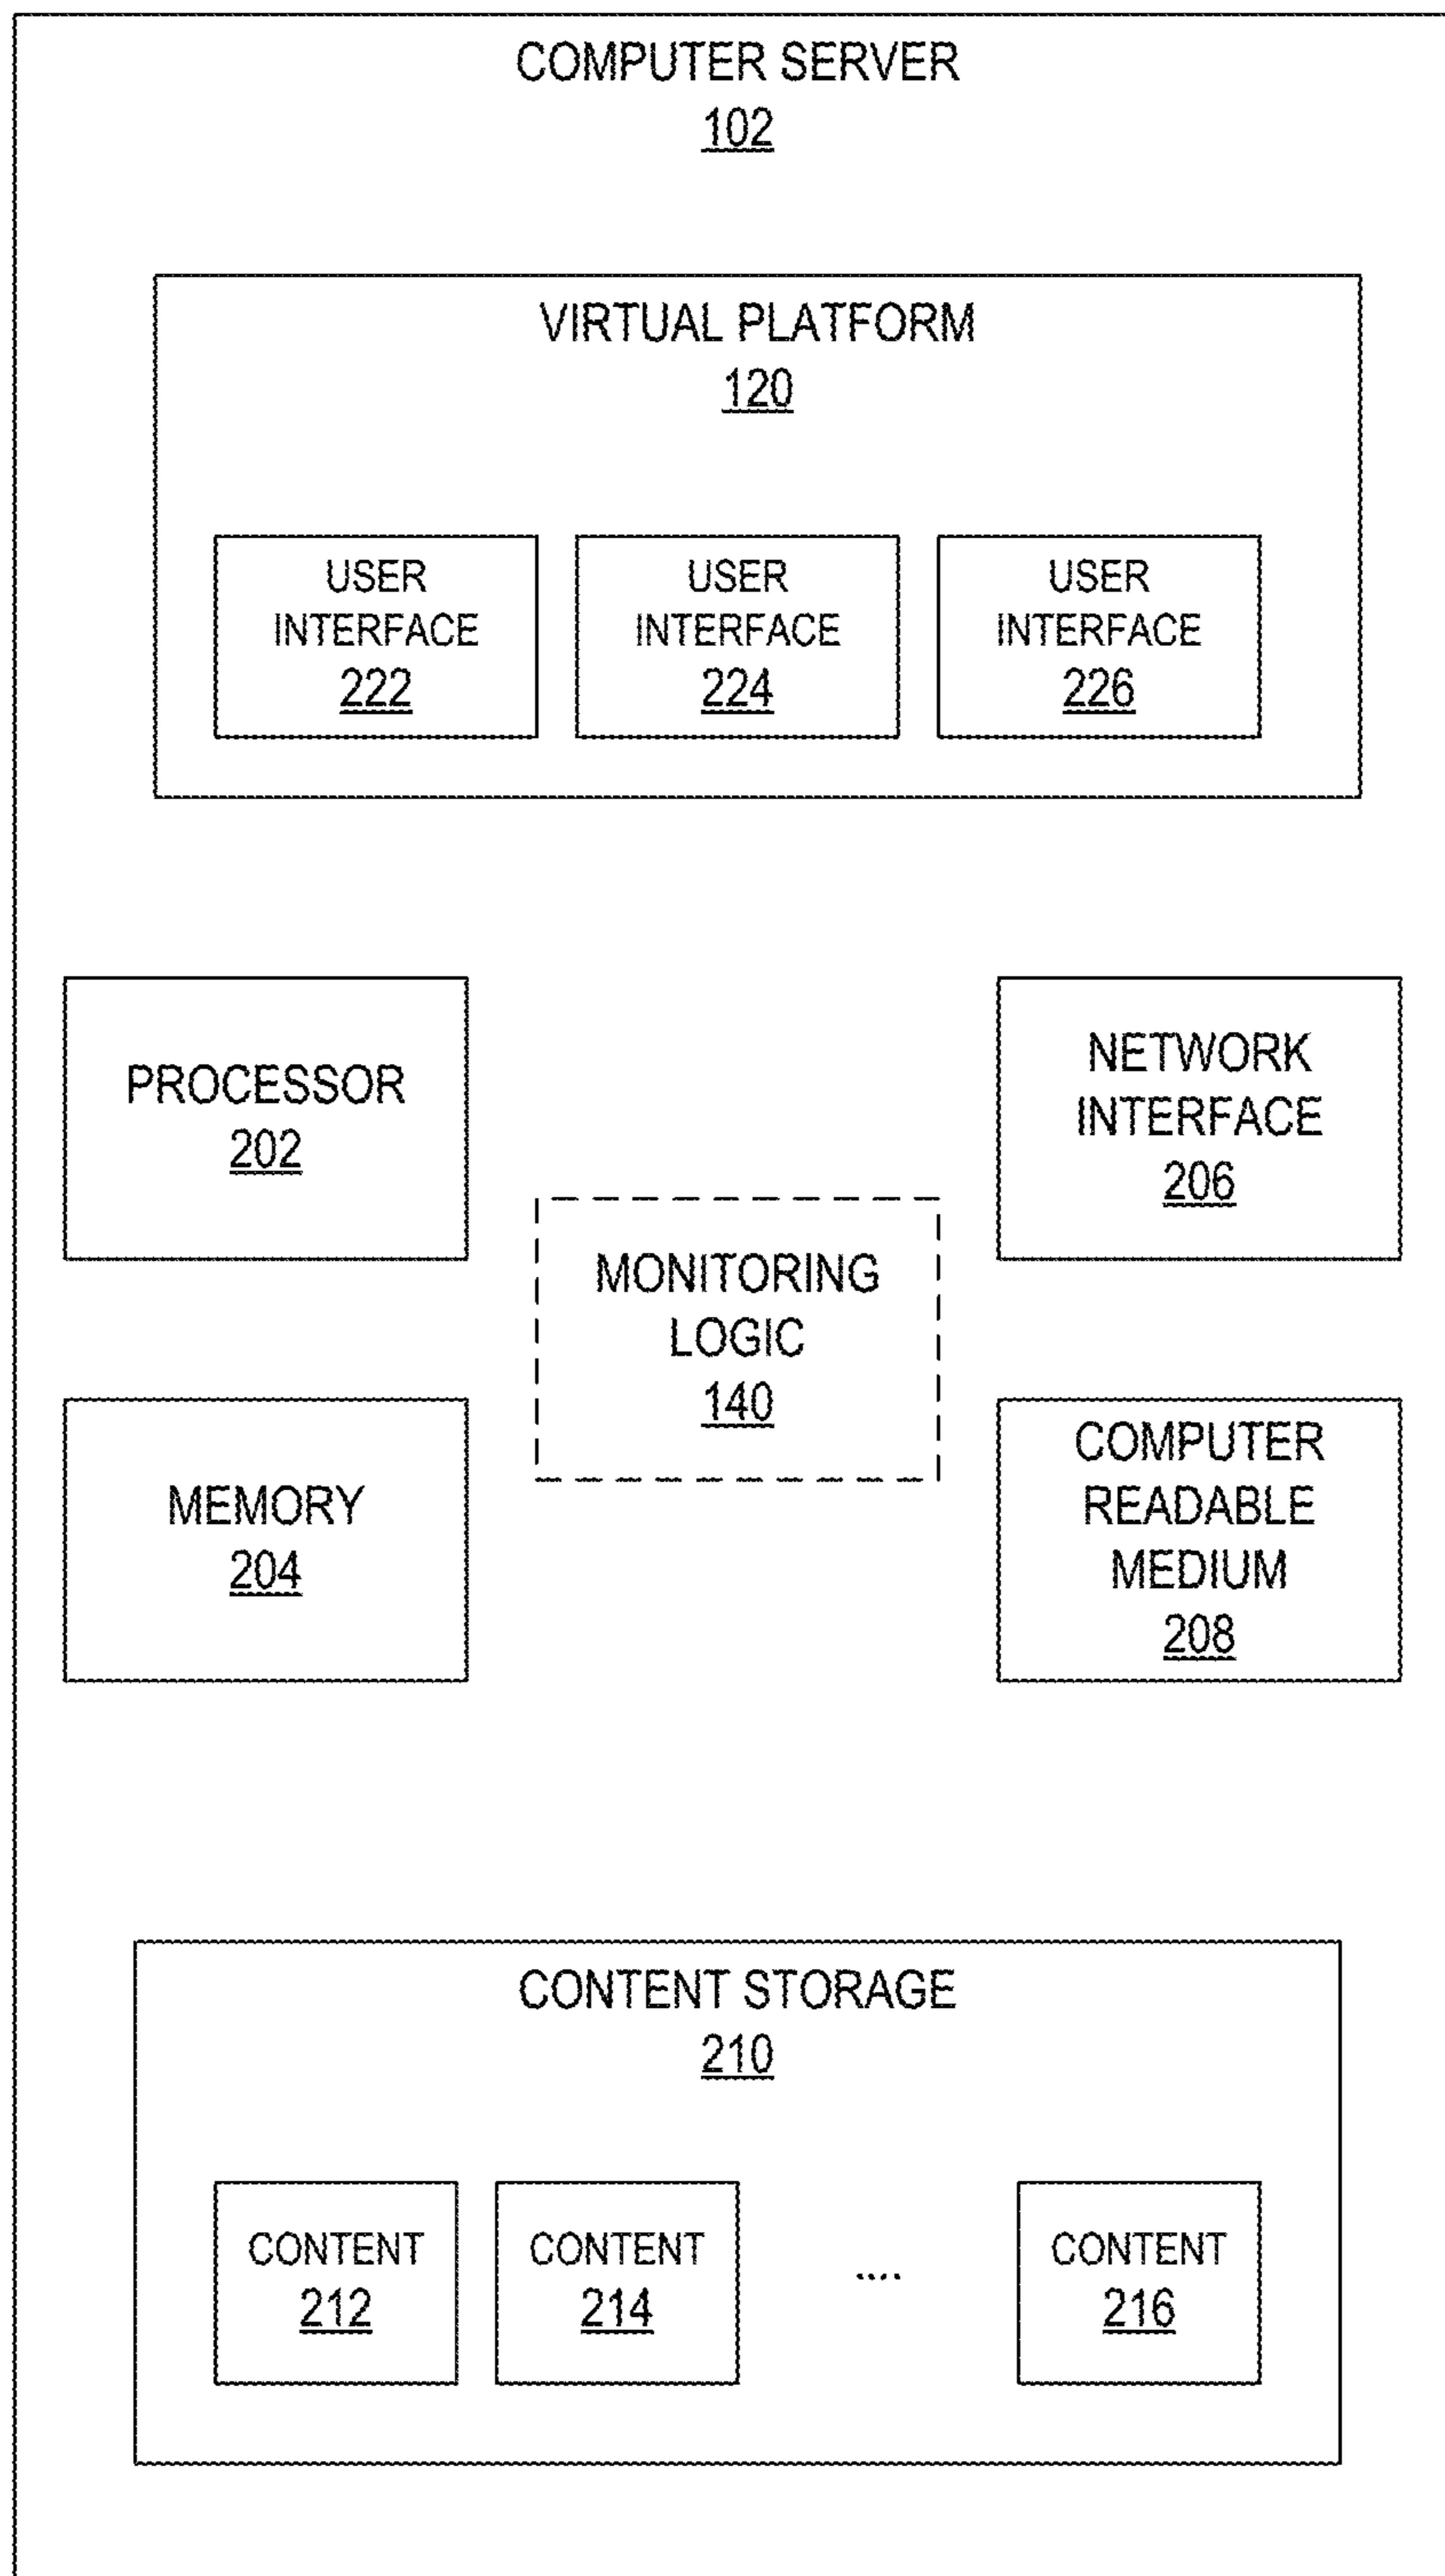 COMPUTER SERVER
102
VIRTUAL PLATFORM
120
USER
INTERFACE
222
USER
INTERFACE
224
USER
INTERFACE
226
PROCESSOR
202
NETWORK
INTERFACE
206
MONITORING
LOGIC
140
MEMORY
204
COMPUTER
READABLE
MEDIUM
208
CONTENT STORAGE
210
CONTENT
212
CONTENT
214
....
CONTENT
216